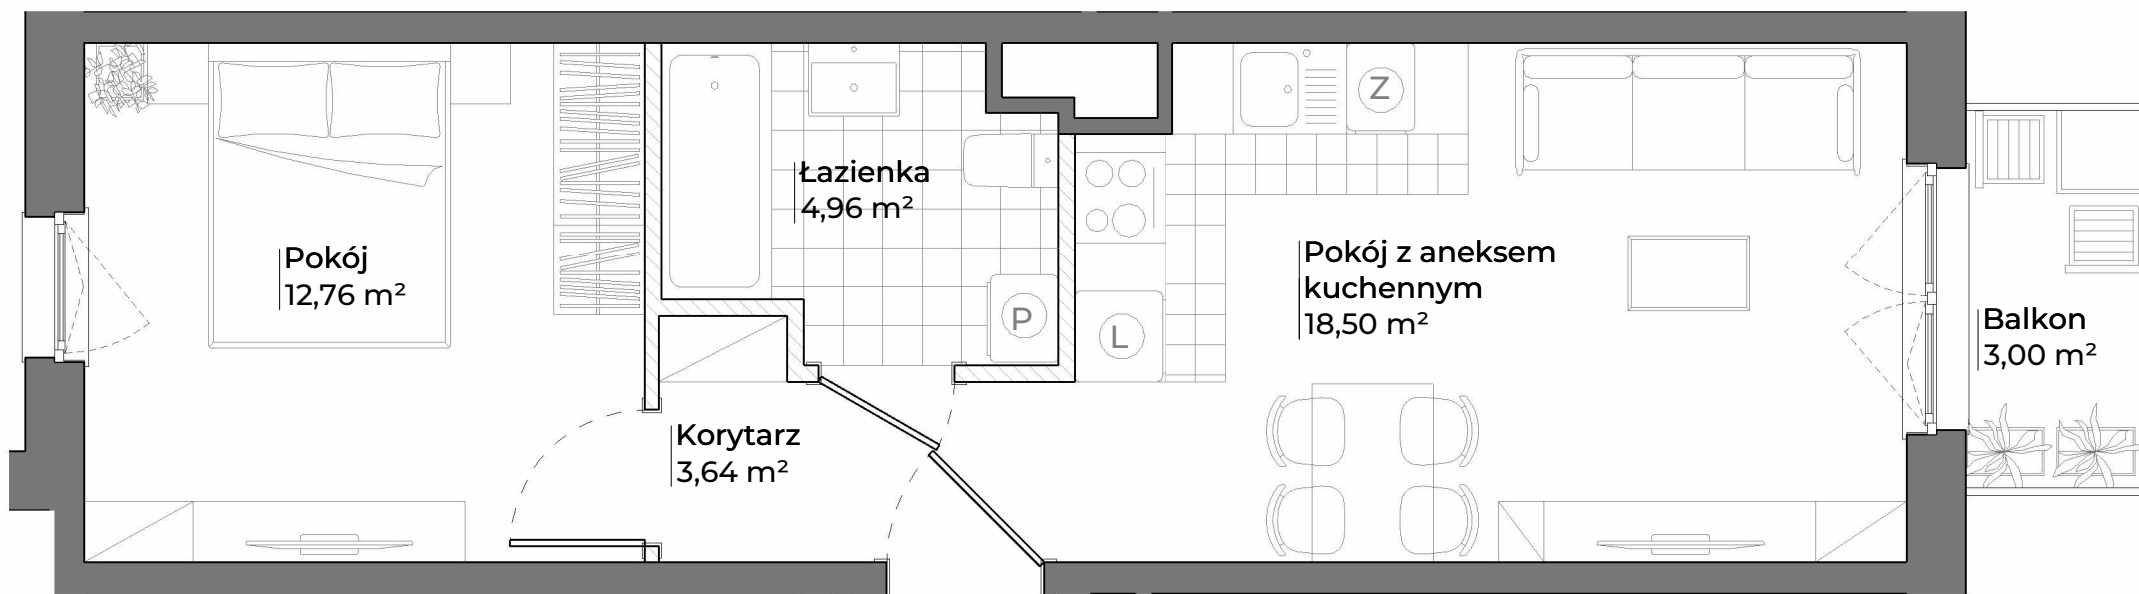 Pokój
12,76 m²
Łazienka
4,96 m²
Z
P
L
Pokój z aneksem
kuchennym
18,50 m²
Balkon
3,00 m²
Korytarz
3,64 m²